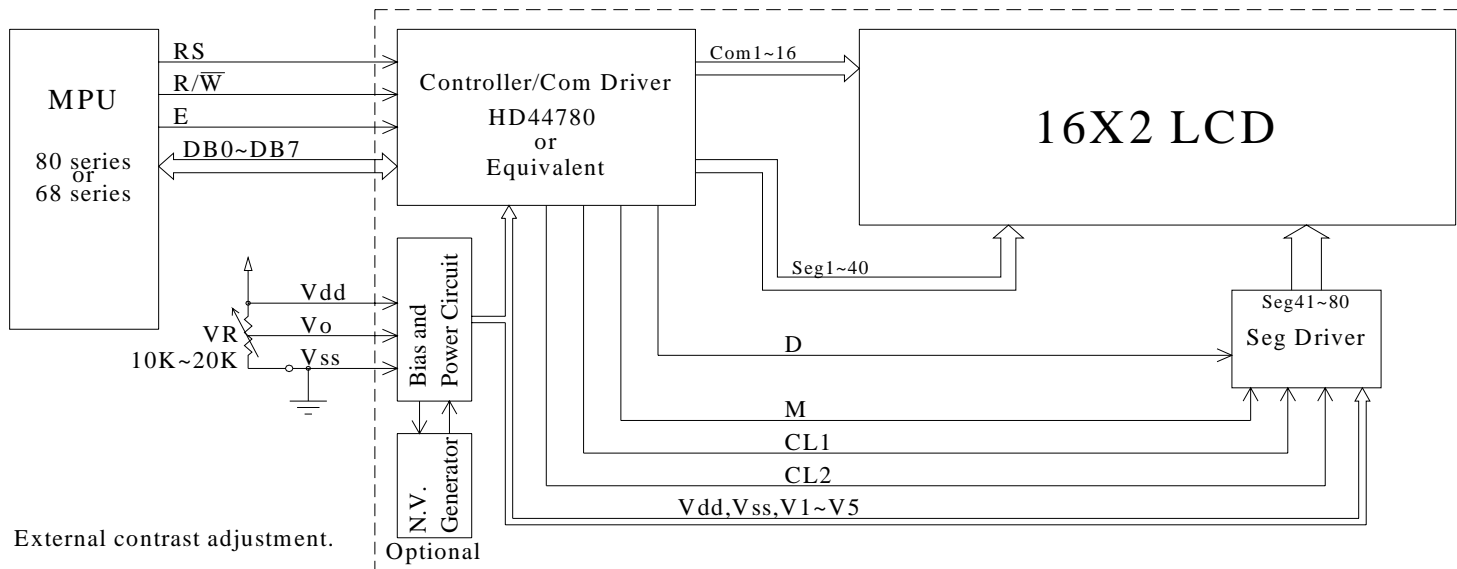 MPU
80 series
or
68 series
RS
R/W̅
E
DB0~DB7
Controller/Com Driver
HD44780
or
Equivalent
Com1~16
16X2 LCD
Seg1~40
Seg41~80
Seg Driver
Vdd
Vo
Vss
VR
10K~20K
Bias and
Power Circuit
N.V.
Generator
Optional
D
M
CL1
CL2
Vdd,Vss,V1~V5
External contrast adjustment.